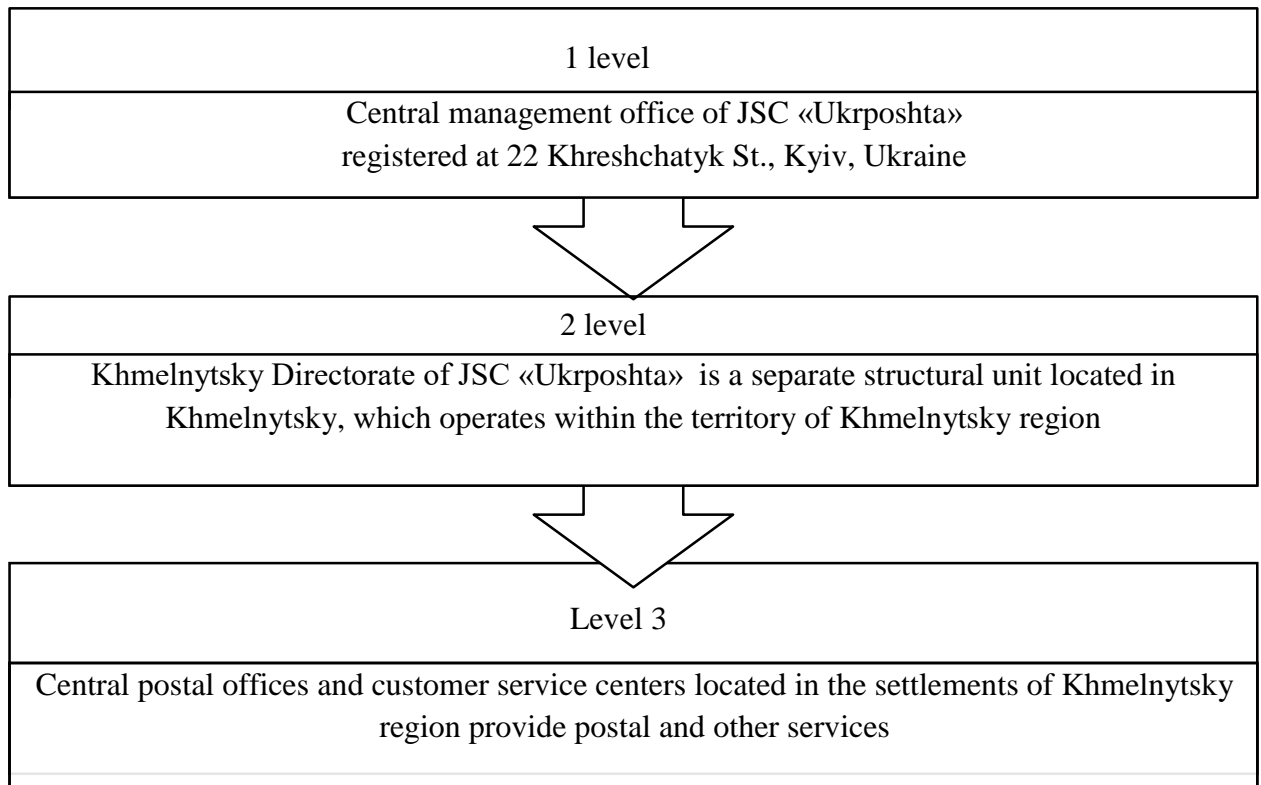 1 level
Central management office of JSC «Ukrposhta»
registered at 22 Khreshchatyk St., Kyiv, Ukraine
2 level
Khmelnytsky Directorate of JSC «Ukrposhta» is a separate structural unit located in
Khmelnytsky, which operates within the territory of Khmelnytsky region
Level 3
Central postal offices and customer service centers located in the settlements of Khmelnytsky
region provide postal and other services